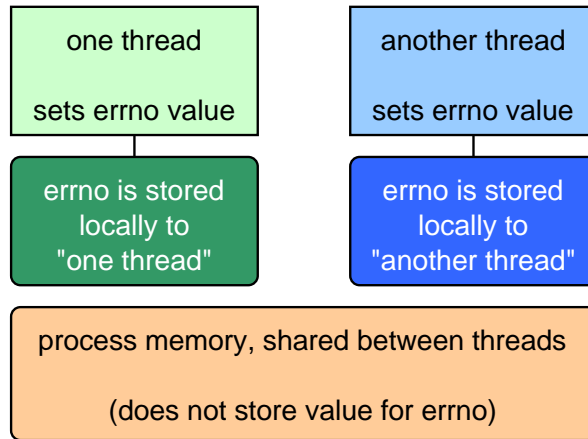 one thread
sets errno value
another thread
sets errno value
errno is stored
locally to
"one thread"
errno is stored
locally to
"another thread"
process memory, shared between threads
(does not store value for errno)